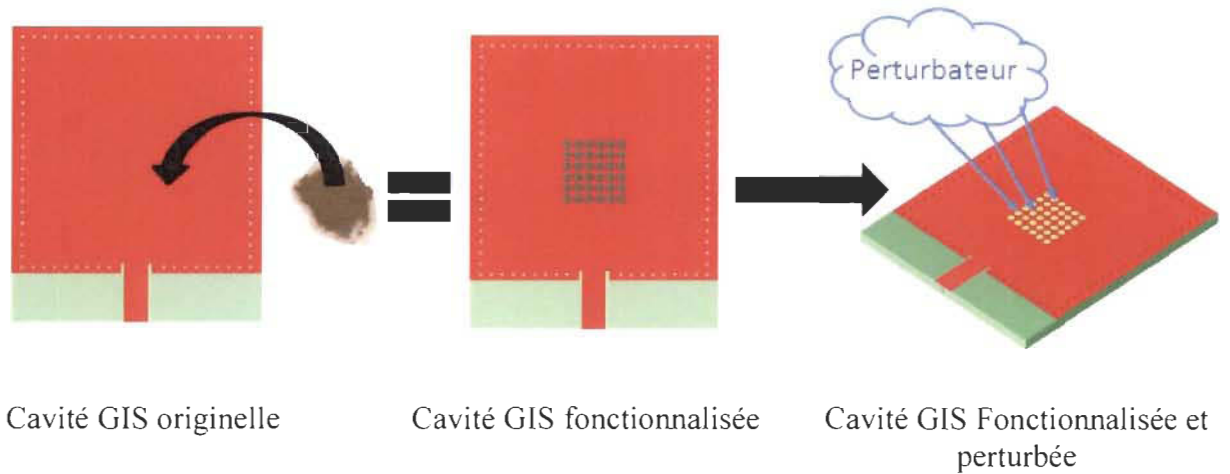 Perturbateur
Cavité GIS originelle
Cavité GIS fonctionnalisée
Cavité GIS Fonctionnalisée et
perturbée